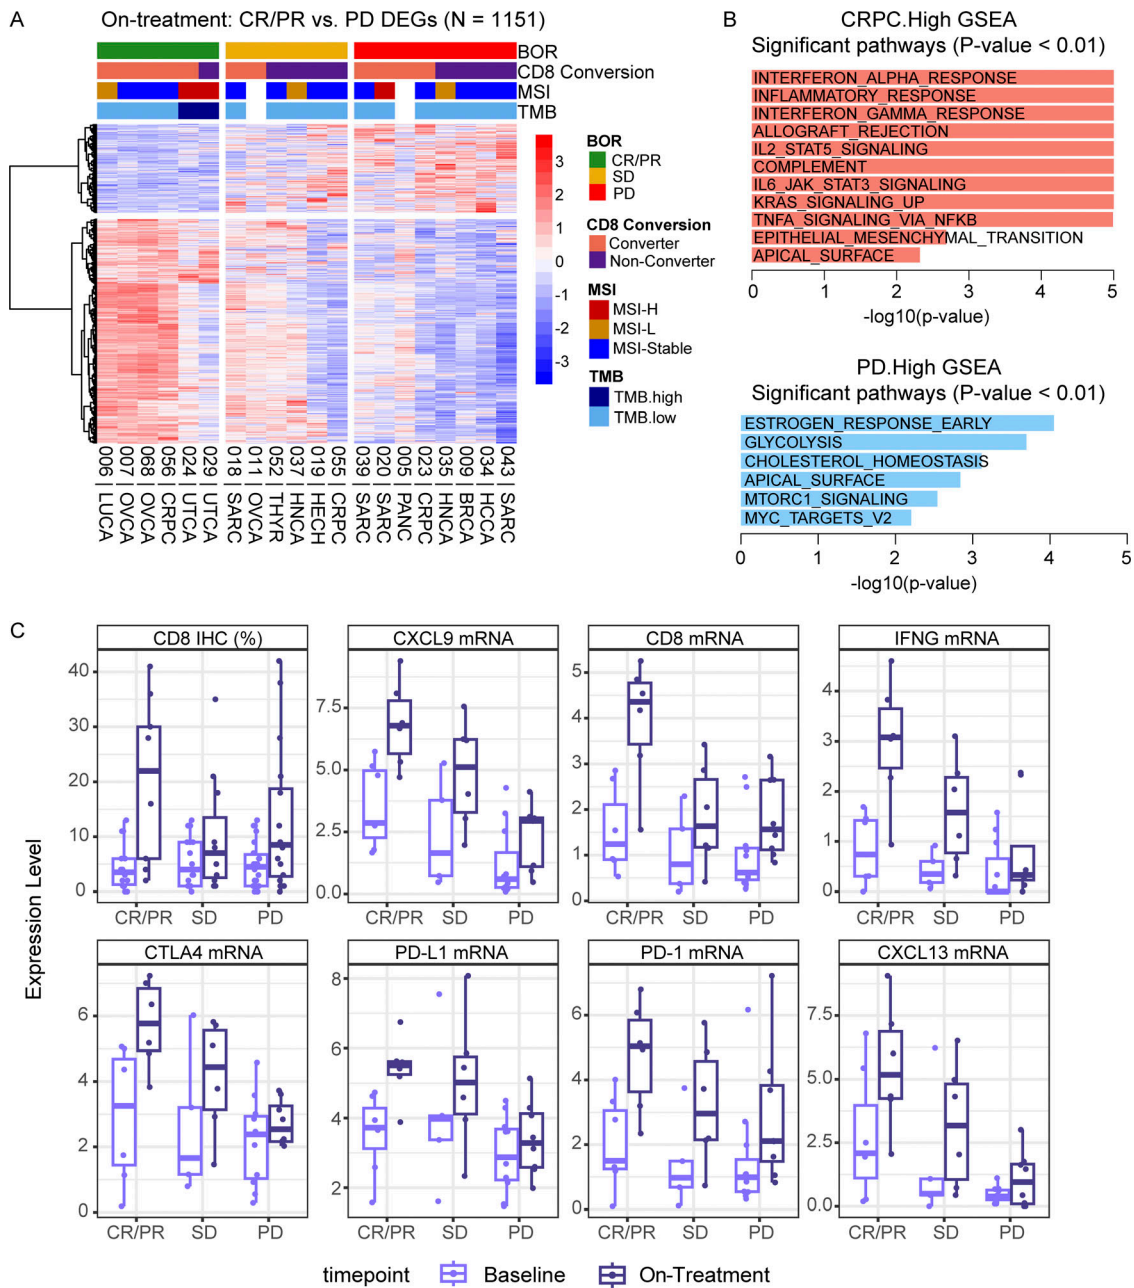 A
On-treatment: CR/PR vs. PD DEGs (N = 1151)
BOR
CD8 Conversion
MSI
TMB
3
2
1
0
-1
-2
-3
BOR
CR/PR
SD
PD
CD8 Conversion
Converter
Non-Converter
MSI
MSI-H
MSI-L
MSI-Stable
TMB
TMB.high
TMB.low
006 | LUCA
007 | OVCA
068 | OVCA
056 | CRPC
024 | UTCA
029 | UTCA
018 | SARC
011 | OVCA
052 | THYR
037 | HNCA
019 | HECH
055 | CRPC
039 | SARC
020 | SARC
005 | PANC
023 | CRPC
035 | HNCA
009 | BRCA
034 | HCCA
043 | SARC
B
CRPC.High GSEA
Significant pathways (P-value < 0.01)
INTERFERON_ALPHA_RESPONSE
INFLAMMATORY_RESPONSE
INTERFERON_GAMMA_RESPONSE
ALLOGRAFT_REJECTION
IL2_STAT5_SIGNALING
COMPLEMENT
IL6_JAK_STAT3_SIGNALING
KRAS_SIGNALING_UP
TNFA_SIGNALING_VIA_NFKB
EPITHELIAL_MESENCHYMAL_TRANSITION
APICAL_SURFACE
0 1 2 3 4 5
-log10(p-value)
PD.High GSEA
Significant pathways (P-value < 0.01)
ESTROGEN_RESPONSE_EARLY
GLYCOLYSIS
CHOLESTEROL_HOMEOSTASIS
APICAL_SURFACE
MTORC1_SIGNALING
MYC_TARGETS_V2
0 1 2 3 4 5
-log10(p-value)
C
Expression Level
CD8 IHC (%)
40
30
20
10
0
CR/PR SD PD
CXCL9 mRNA
7.5
5.0
2.5
0.0
CR/PR SD PD
CD8 mRNA
5
4
3
2
1
0
CR/PR SD PD
IFNG mRNA
4
3
2
1
0
CR/PR SD PD
CTLA4 mRNA
6
4
2
0
CR/PR SD PD
PD-L1 mRNA
8
6
4
2
CR/PR SD PD
PD-1 mRNA
6
4
2
0
CR/PR SD PD
CXCL13 mRNA
7.5
5.0
2.5
0.0
CR/PR SD PD
timepoint Baseline On-Treatment